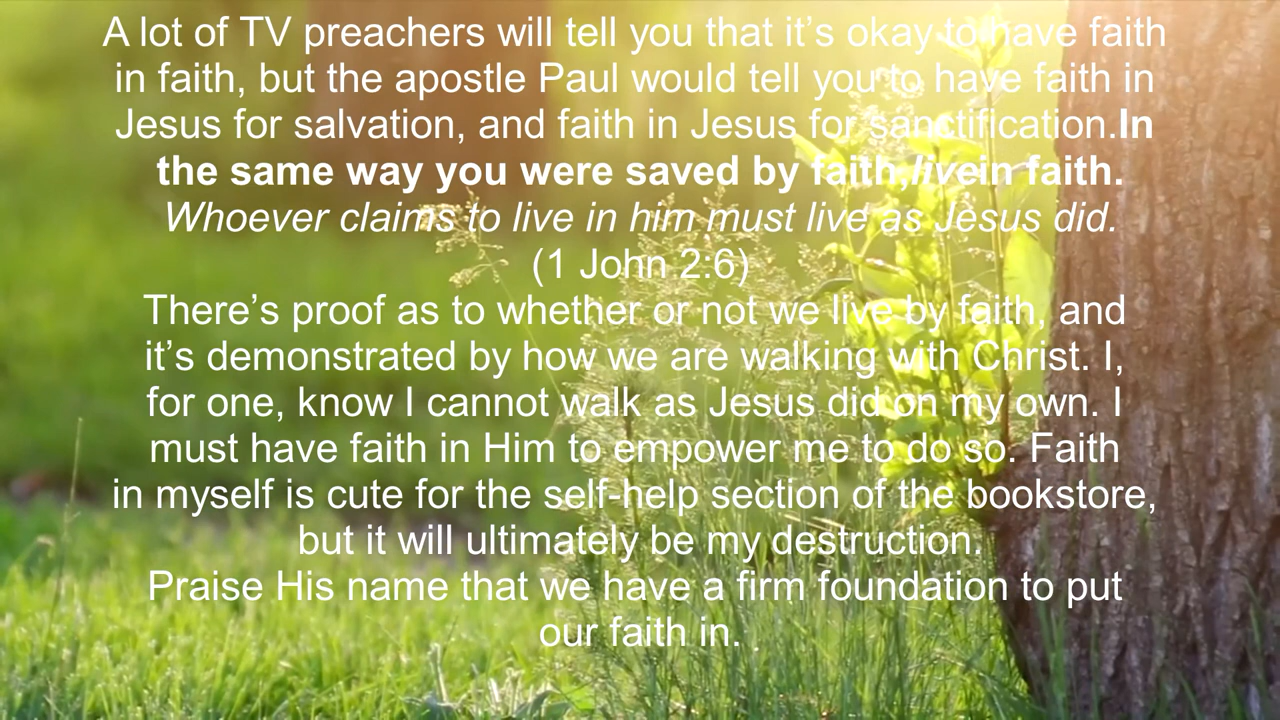 A lot of TV preachers will tell you that it’s okay to have faith
in faith, but the apostle Paul would tell you to have faith in
Jesus for salvation, and faith in Jesus for sanctification.In
the same way you were saved by faith,livein faith.
Whoever claims to live in him must live as Jesus did.
(1 John 2:6)
There’s proof as to whether or not we live by faith, and
it’s demonstrated by how we are walking with Christ. I,
for one, know I cannot walk as Jesus did on my own. I
must have faith in Him to empower me to do so. Faith
in myself is cute for the self-help section of the bookstore,
but it will ultimately be my destruction.
Praise His name that we have a firm foundation to put
our faith in.